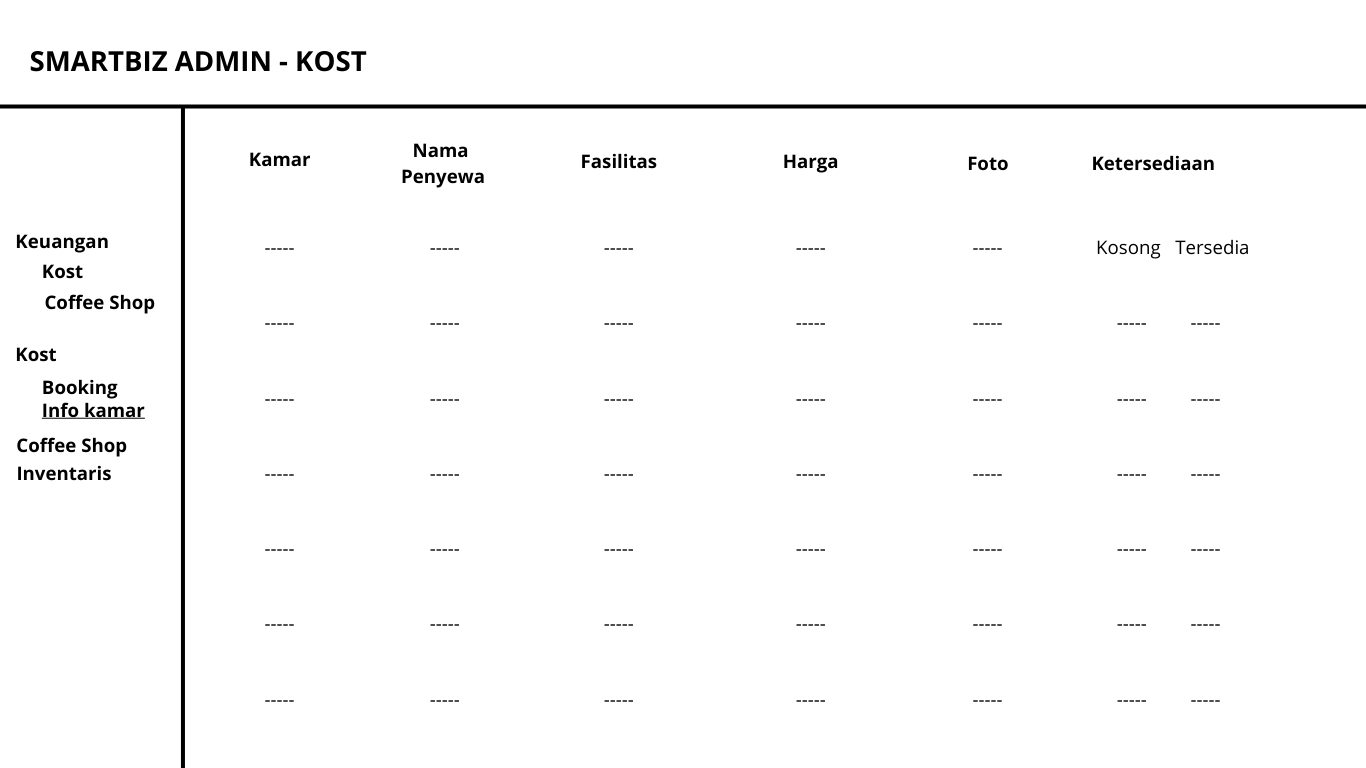 SMARTBIZ ADMIN - KOST
Kamar
Nama
Penyewa
Fasilitas
Harga
Foto
Ketersediaan
Keuangan
Kost
Coffee Shop
Kost
Booking
Info kamar
Coffee Shop
Inventaris
----- ----- ----- ----- ----- Kosong Tersedia
----- ----- ----- ----- ----- ----- -----
----- ----- ----- ----- ----- ----- -----
----- ----- ----- ----- ----- ----- -----
----- ----- ----- ----- ----- ----- -----
----- ----- ----- ----- ----- ----- -----
----- ----- ----- ----- ----- ----- -----